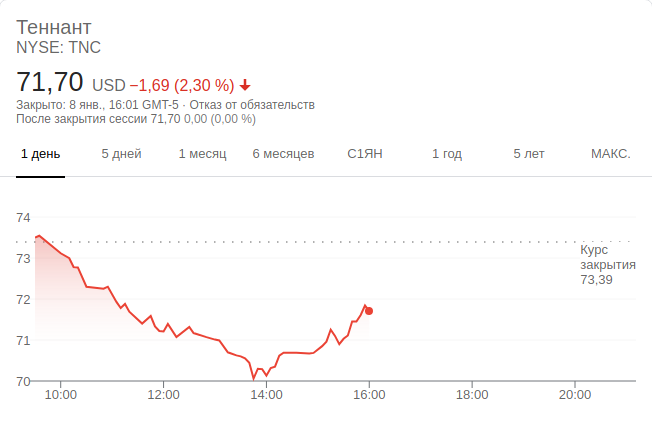 Теннант
NYSE: TNC
71,70 USD −1,69 (2,30 %)
Закрыто: 8 янв., 16:01 GMT-5 · Отказ от обязательств
После закрытия сессии 71,70 0,00 (0,00 %)
1 день 5 дней 1 месяц 6 месяцев С1ЯН 1 год 5 лет МАКС.
74
Курс
закрытия
73,39
73
72
71
70
10:00 12:00 14:00 16:00 18:00 20:00